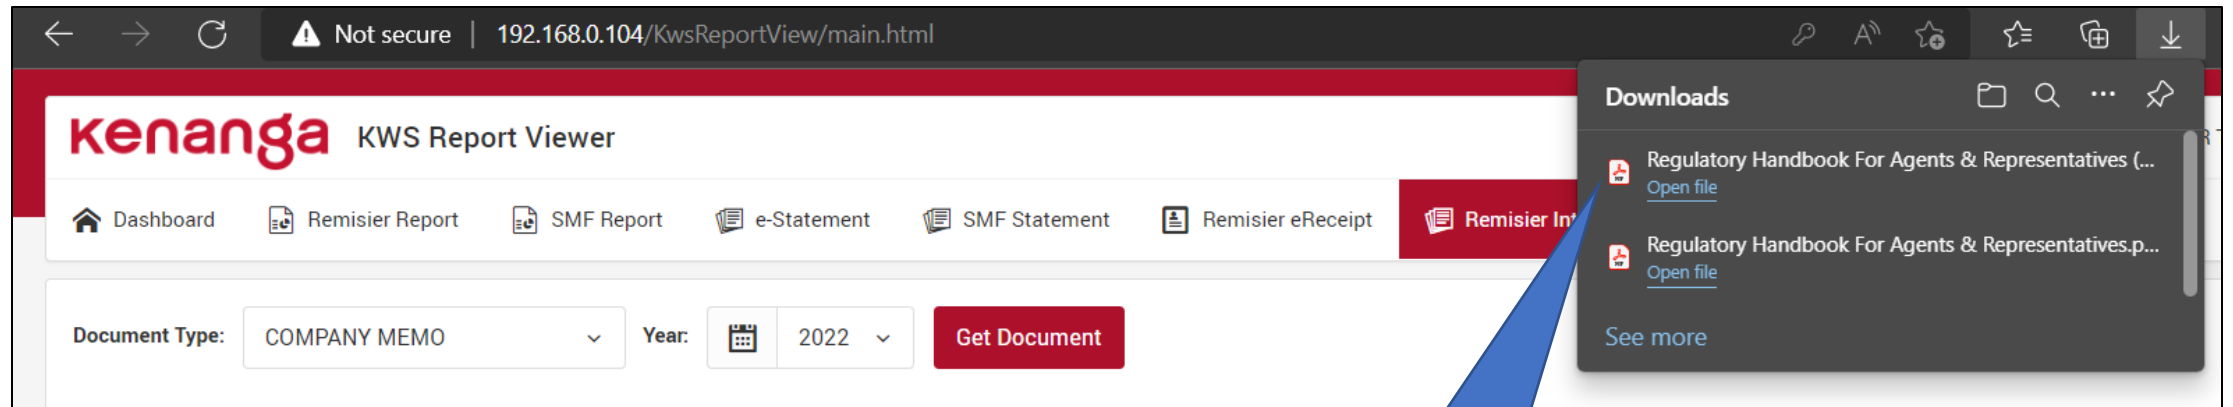 Not secure | 192.168.0.104/KwsReportView/main.html
Downloads
Kenanga KWS Report Viewer
Regulatory Handbook For Agents & Representatives (...
Open file
Dashboard Remisier Report SMF Report e-Statement SMF Statement Remisier eReceipt Remisier Int
Regulatory Handbook For Agents & Representatives.p...
Open file
Document Type: COMPANY MEMO Year: 2022 Get Document
See more